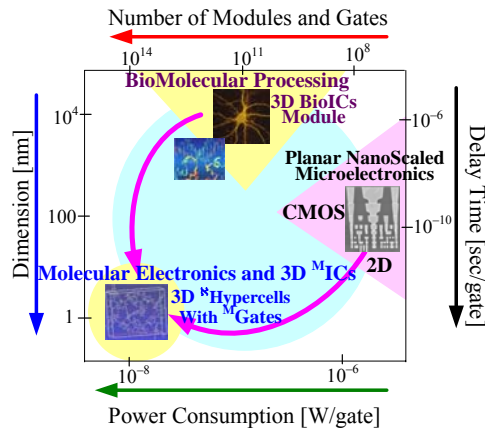 Number of Modules and Gates
10^14 10^11 10^8
BioMolecular Processing
3D BioICs
Module
10^4
10^−6
Planar NanoScaled
Microelectronics
Dimension [nm]
Delay Time [sec/gate]
100
CMOS
10^−10
2D
Molecular Electronics and 3D ^MICs
3D ^ℵHypercells
With ^MGates
1
10^−8 10^−6
Power Consumption [W/gate]